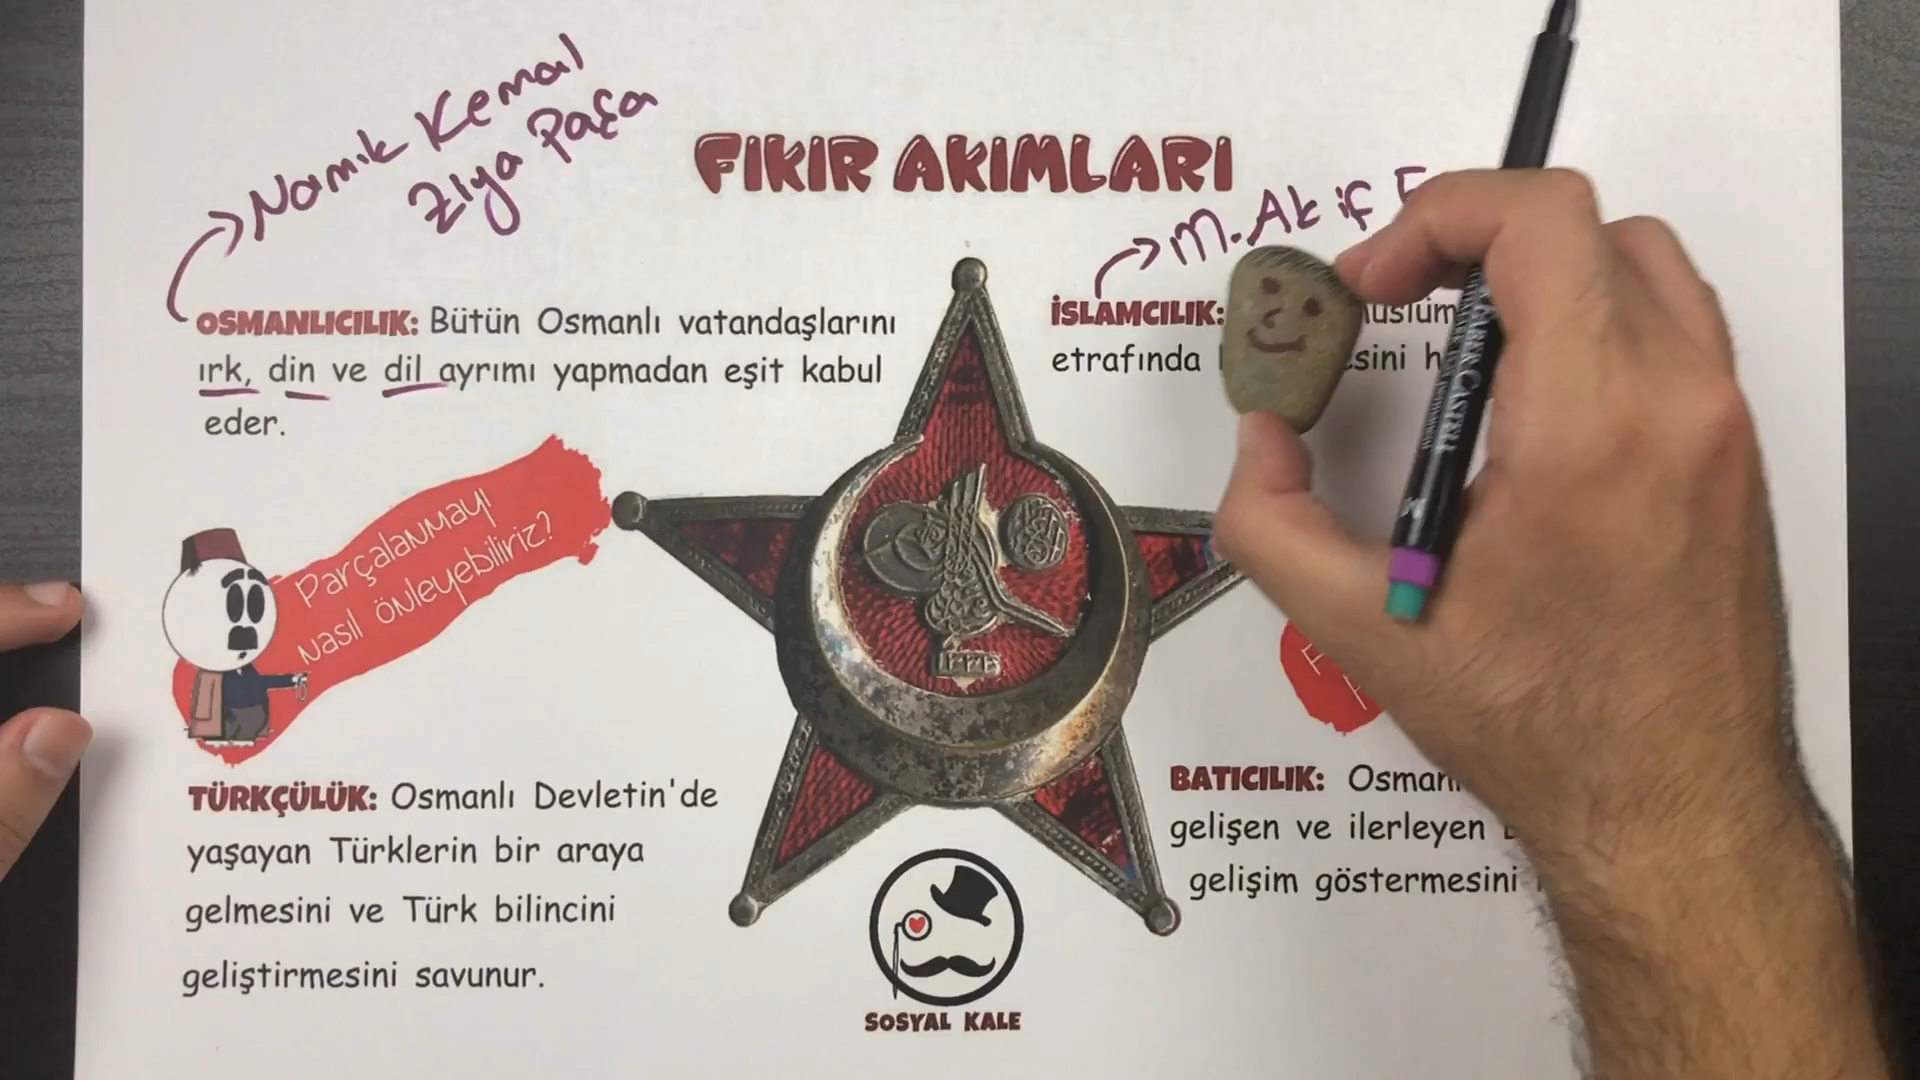 Namık Kemal
Ziya Paşa
FIKIR AKIMLARI
M. Akif
OSMANLICILIK: Bütün Osmanlı vatandaşlarını
ırk, din ve dil ayrımı yapmadan eşit kabul
eder.
İSLAMCILIK:
etrafında
Parçalanmayı
nasıl önleyebiliriz?
TÜRKÇÜLÜK: Osmanlı Devletin'de
yaşayan Türklerin bir araya
gelmesini ve Türk bilincini
geliştirmesini savunur.
BATICILIK:
gelişen ve ilerleyen
gelişim göstermesini
SOSYAL KALE